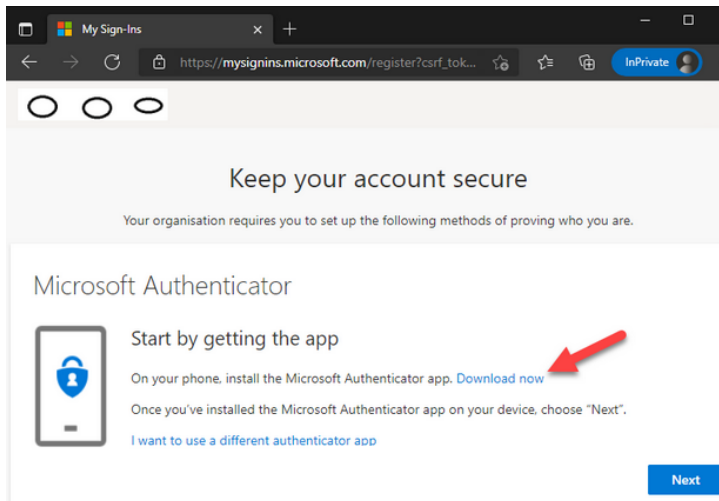 My Sign-Ins
https://mysignins.microsoft.com/register?csrf_tok...
InPrivate
Keep your account secure
Your organisation requires you to set up the following methods of proving who you are.
Microsoft Authenticator
Start by getting the app
On your phone, install the Microsoft Authenticator app. Download now
Once you've installed the Microsoft Authenticator app on your device, choose "Next".
I want to use a different authenticator app
Next